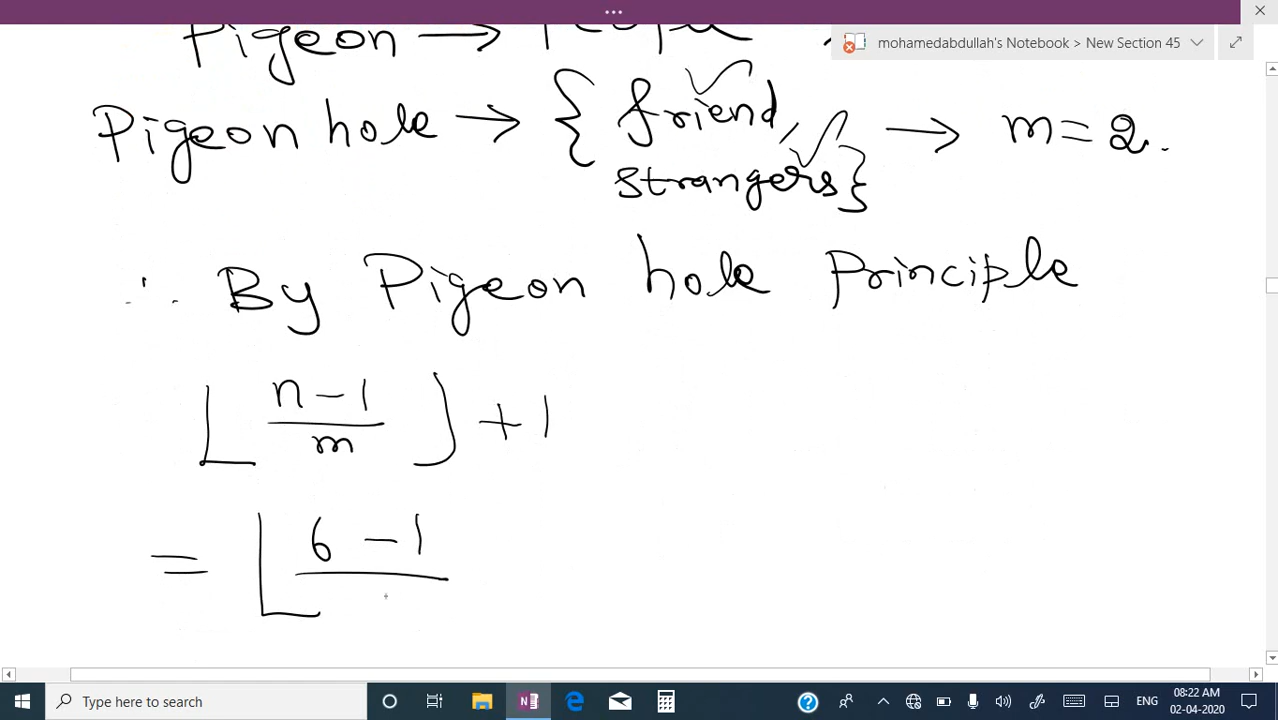 mohamedabdullah's Notebook > New Section 45
Pigeon →
Pigeon hole → { friend,
strangers } → m = 2.
∴ By Pigeon hole Principle
⌊ n - 1
m ⌋ + 1
= ⌊ 6 - 1
Type here to search
ENG
08:22 AM
02-04-2020